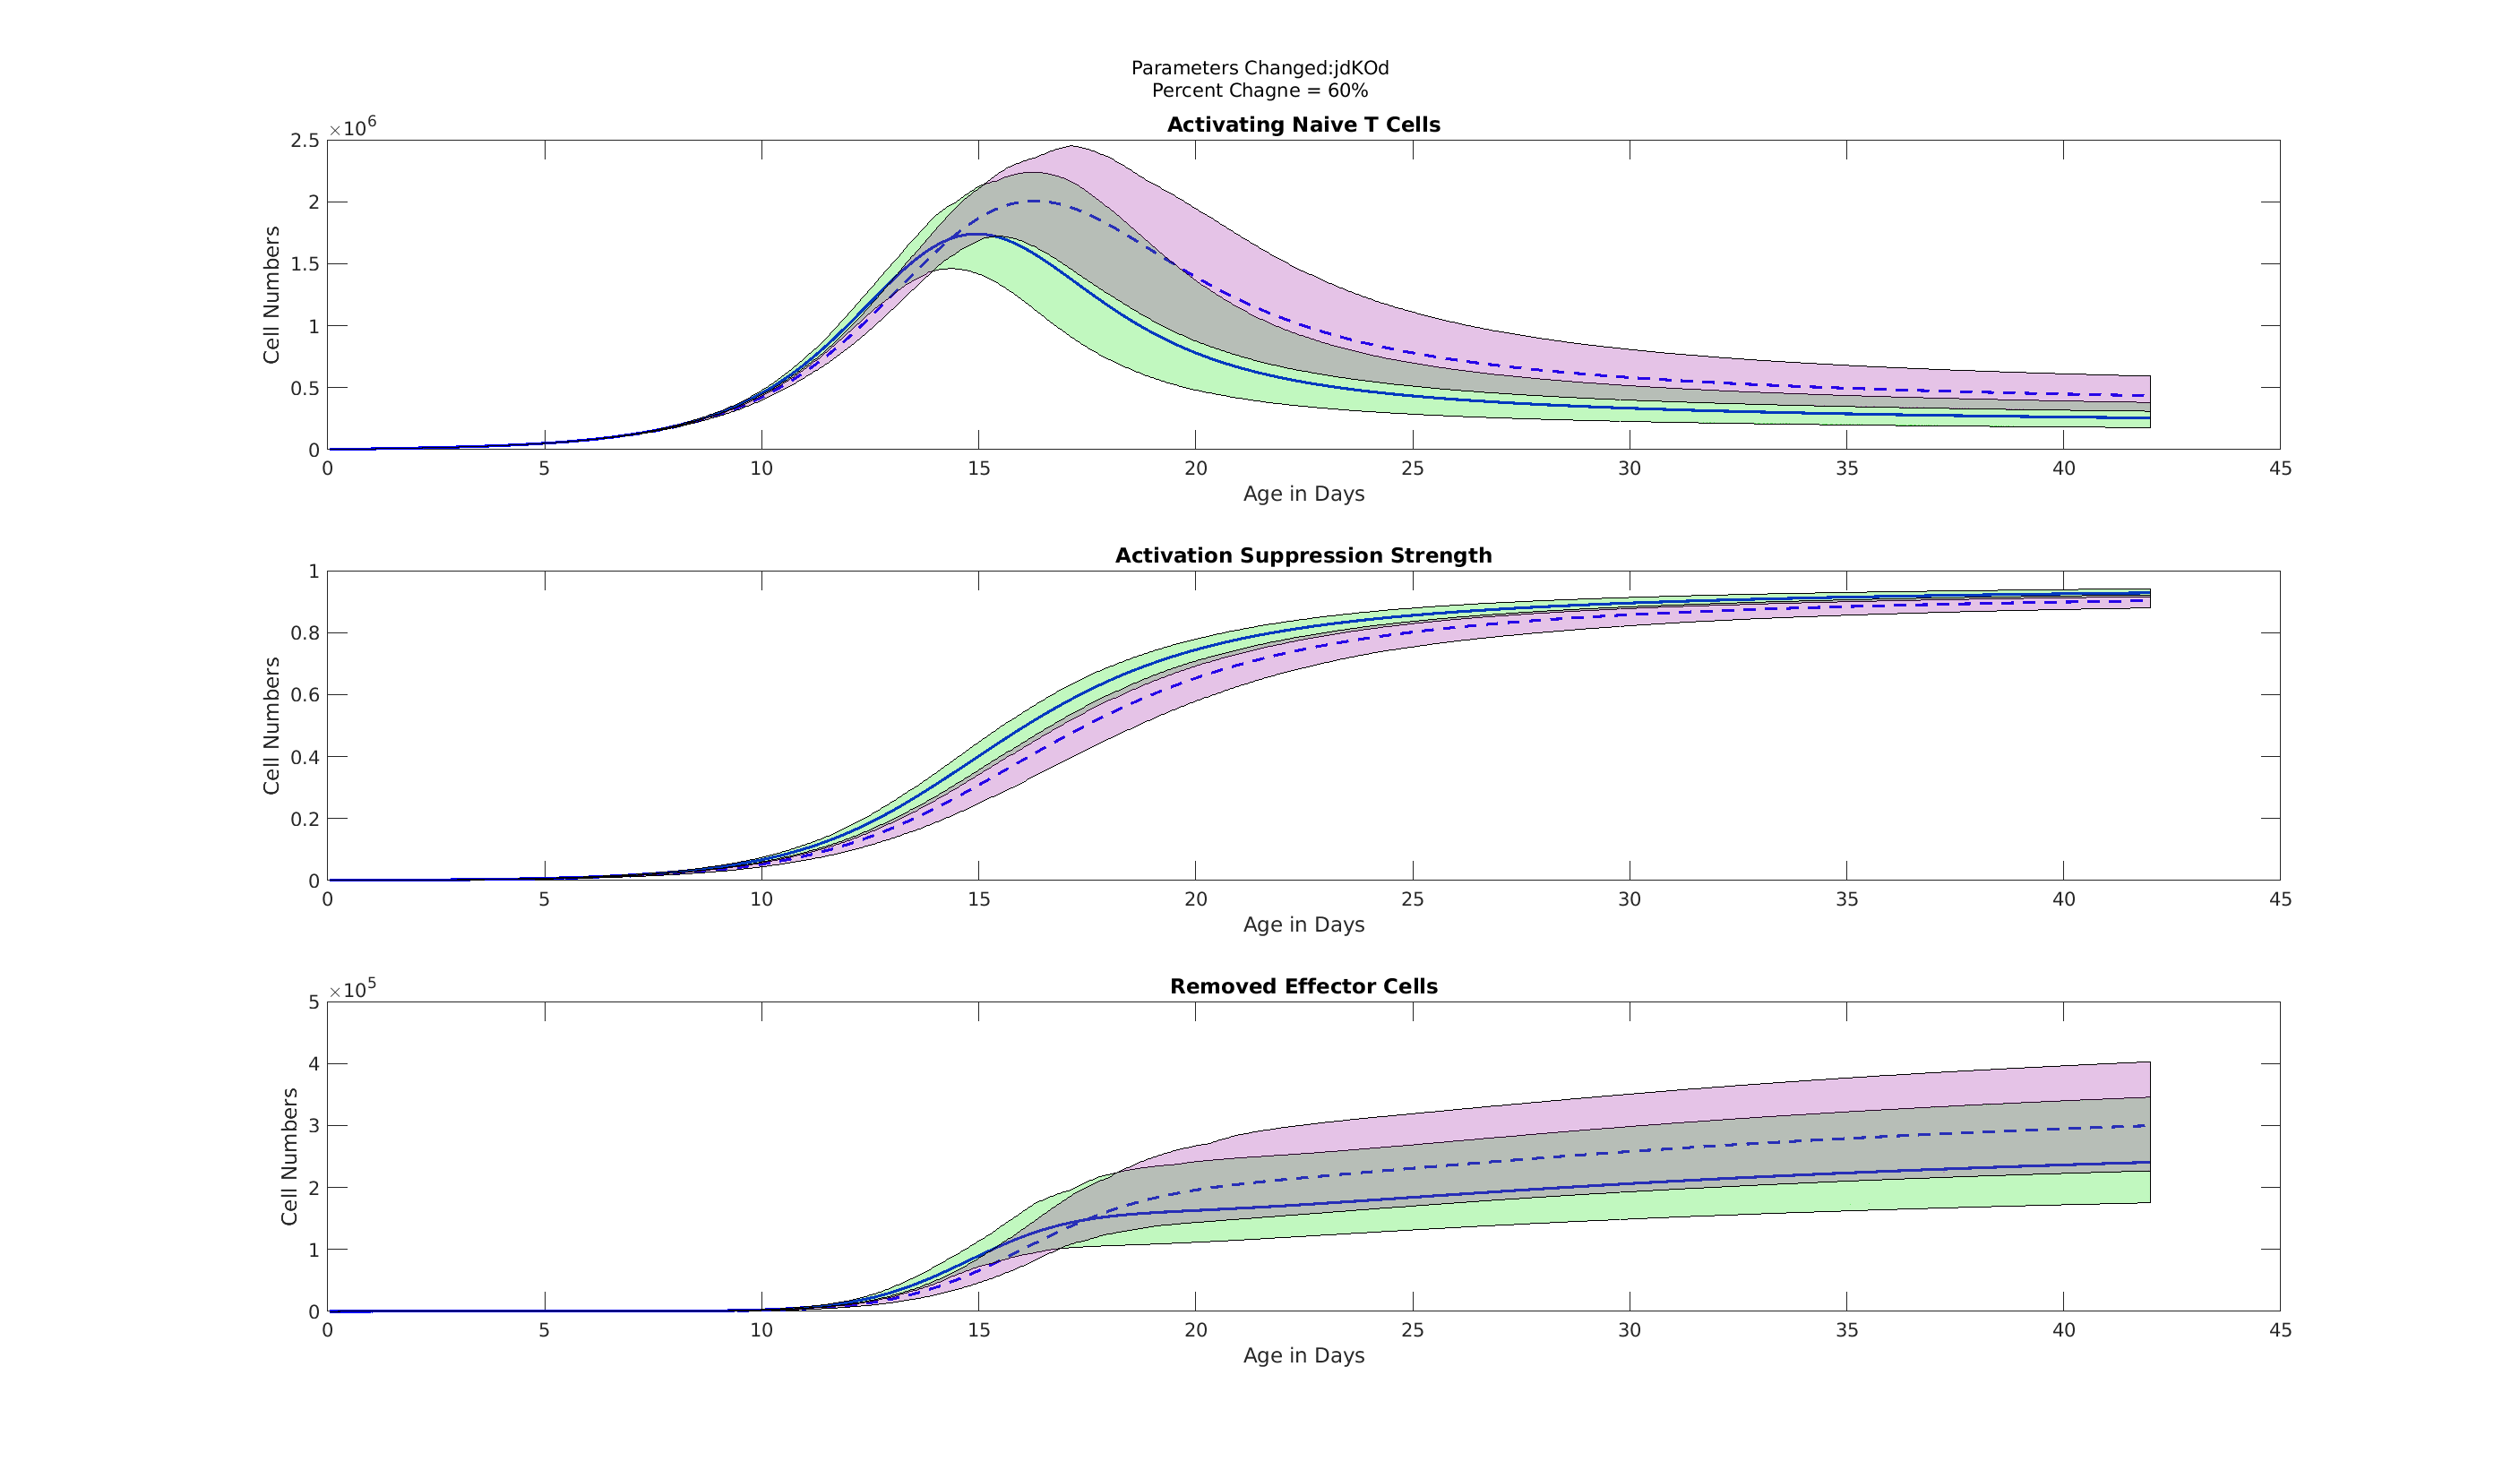 Parameters Changed:jdKOd
Percent Chagne = 60%
×10^6
Activating Naive T Cells
2.5
2
1.5
1
0.5
0
Cell Numbers
0 5 10 15 20 25 30 35 40 45
Age in Days
Activation Suppression Strength
1
0.8
0.6
0.4
0.2
0
Cell Numbers
0 5 10 15 20 25 30 35 40 45
Age in Days
×10^5
Removed Effector Cells
5
4
3
2
1
0
Cell Numbers
0 5 10 15 20 25 30 35 40 45
Age in Days